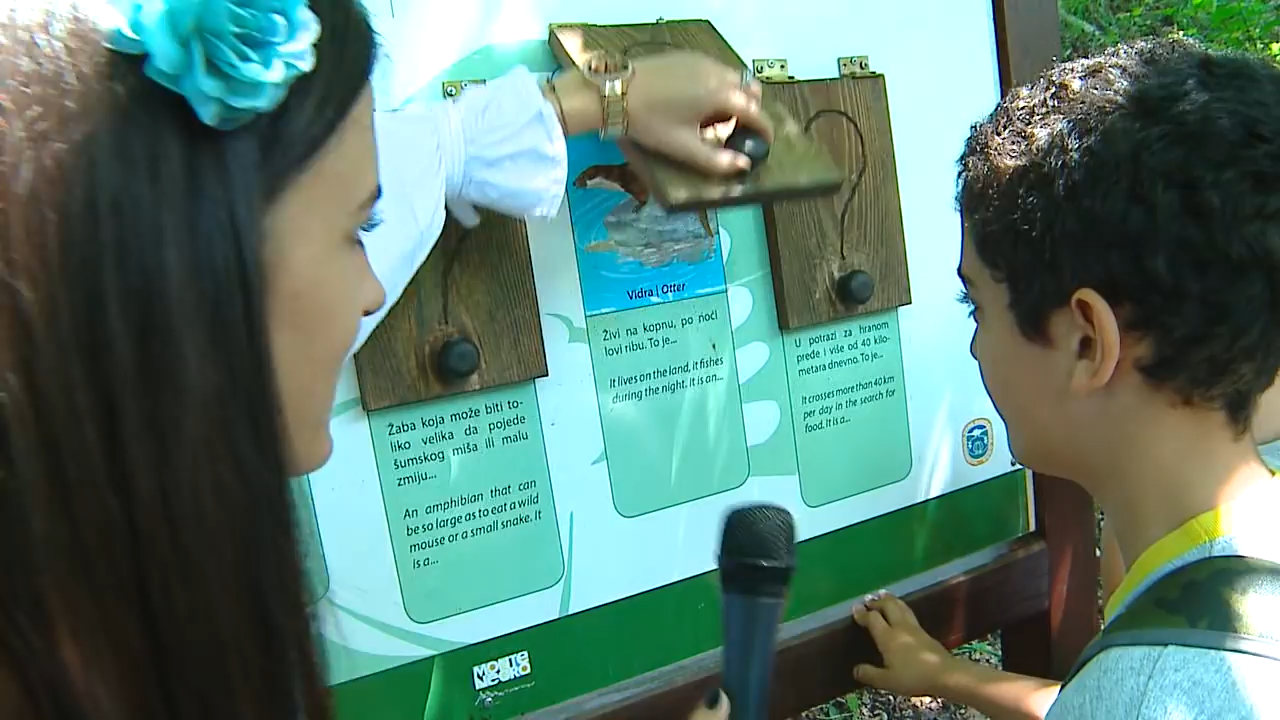 Žaba koja može biti to-
liko velika da pojede
šumskog miša ili malu
zmiju...
An amphibian that can
be so large as to eat a wild
mouse or a small snake. It
is a...
Vidra | Otter
Živi na kopnu, po noći
lovi ribu. To je...
It lives on the land, it fishes
during the night. It is an...
U potrazi za hranom
pređe i više od 40 kilo-
metara dnevno. To je...
It crosses more than 40 km
per day in the search for
food. It is a...
MONTE
NEGRO